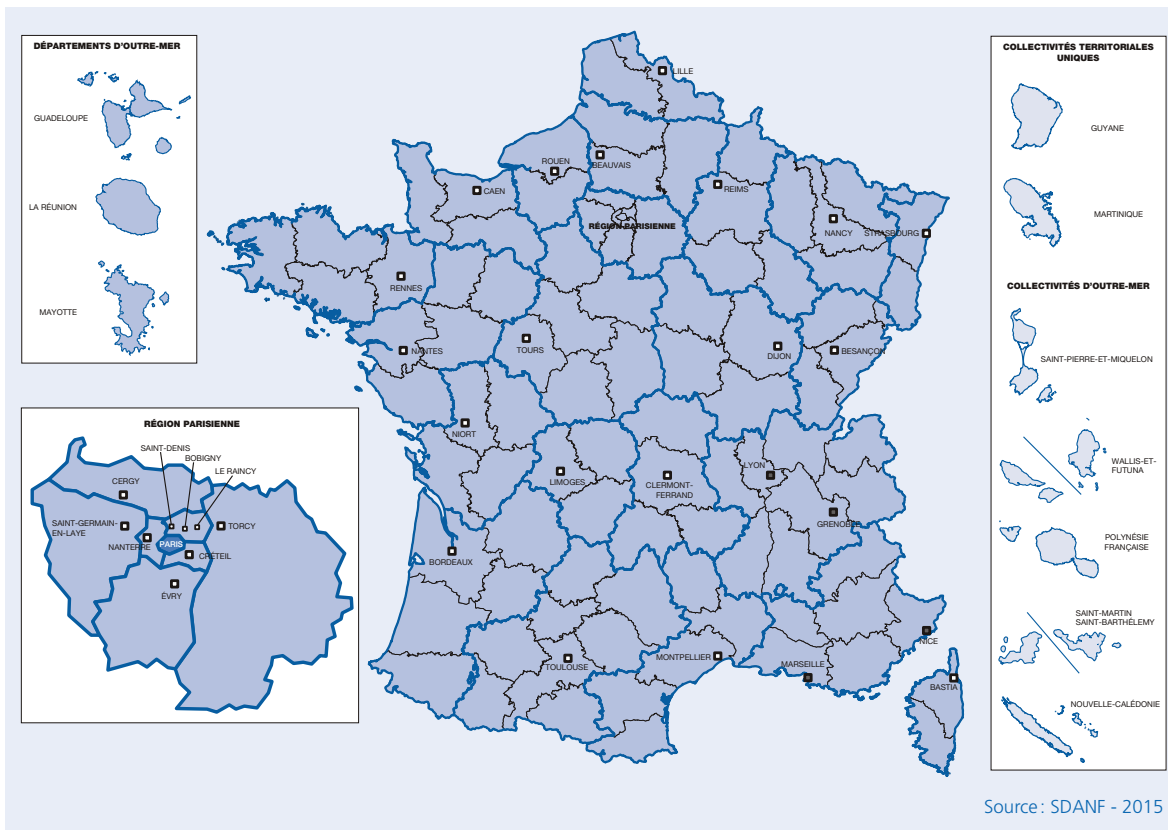 DÉPARTEMENTS D'OUTRE-MER
GUADELOUPE
LA RÉUNION
MAYOTTE
RÉGION PARISIENNE
SAINT-DENIS
BOBIGNY
LE RAINCY
CERGY
SAINT-GERMAIN-
EN-LAYE
NANTERRE
PARIS
TORCY
CRÉTEIL
ÉVRY
LILLE
ROUEN
BEAUVAIS
CAEN
REIMS
RÉGION PARISIENNE
NANCY
STRASBOURG
RENNES
NANTES
TOURS
DIJON
BESANÇON
NIORT
LIMOGES
CLERMONT-
FERRAND
LYON
GRENOBLE
BORDEAUX
TOULOUSE
MONTPELLIER
MARSEILLE
NICE
BASTIA
COLLECTIVITÉS TERRITORIALES
UNIQUES
GUYANE
MARTINIQUE
COLLECTIVITÉS D'OUTRE-MER
SAINT-PIERRE-ET-MIQUELON
WALLIS-ET-
FUTUNA
POLYNÉSIE
FRANÇAISE
SAINT-MARTIN
SAINT-BARTHÉLEMY
NOUVELLE-CALÉDONIE
Source : SDANF - 2015